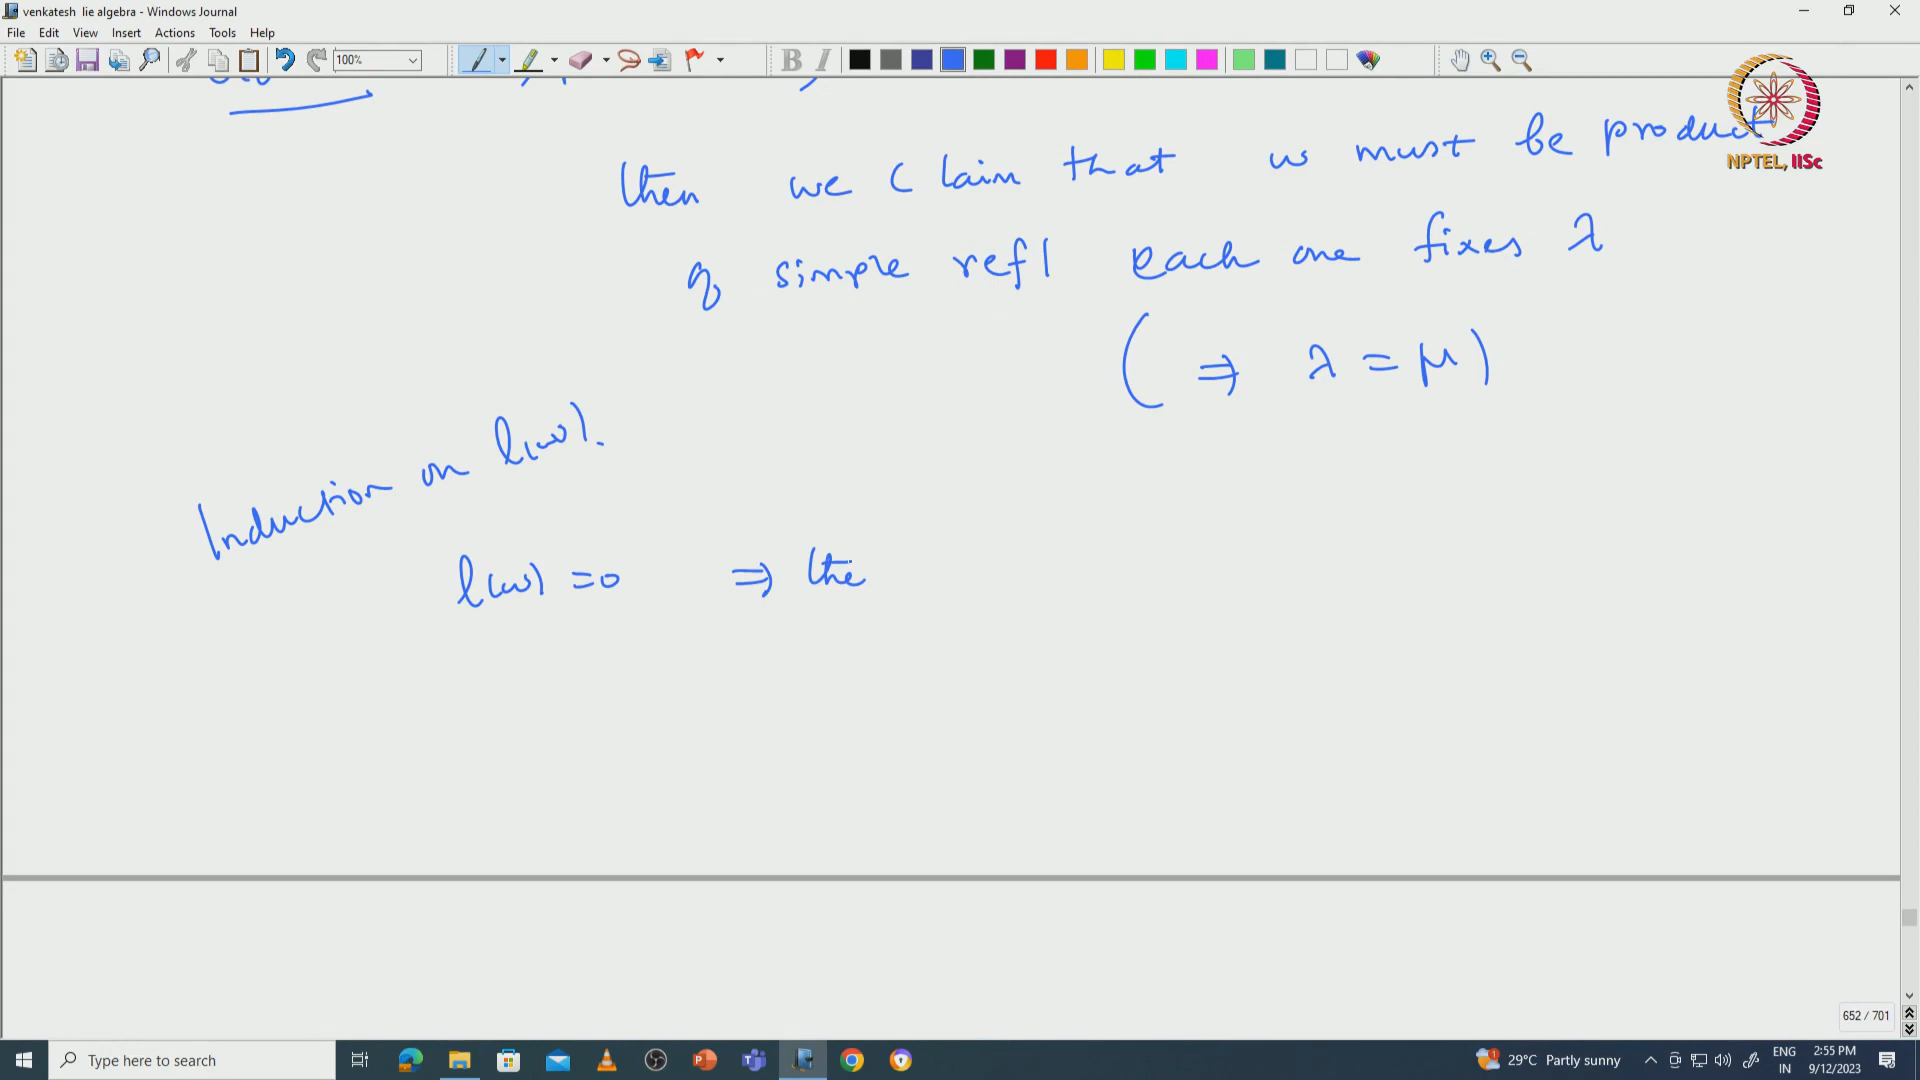 venkatesh lie algebra - Windows Journal
File Edit View Insert Actions Tools Help
100%
B I
NPTEL, IISc
then we claim that w must be product
of simple refl each one fixes λ
( ⇒ λ = μ )
Induction on l(w).
l(w) = 0 ⇒ the
652 / 701
Type here to search
1
29°C Partly sunny
ENG
IN
2:55 PM
9/12/2023